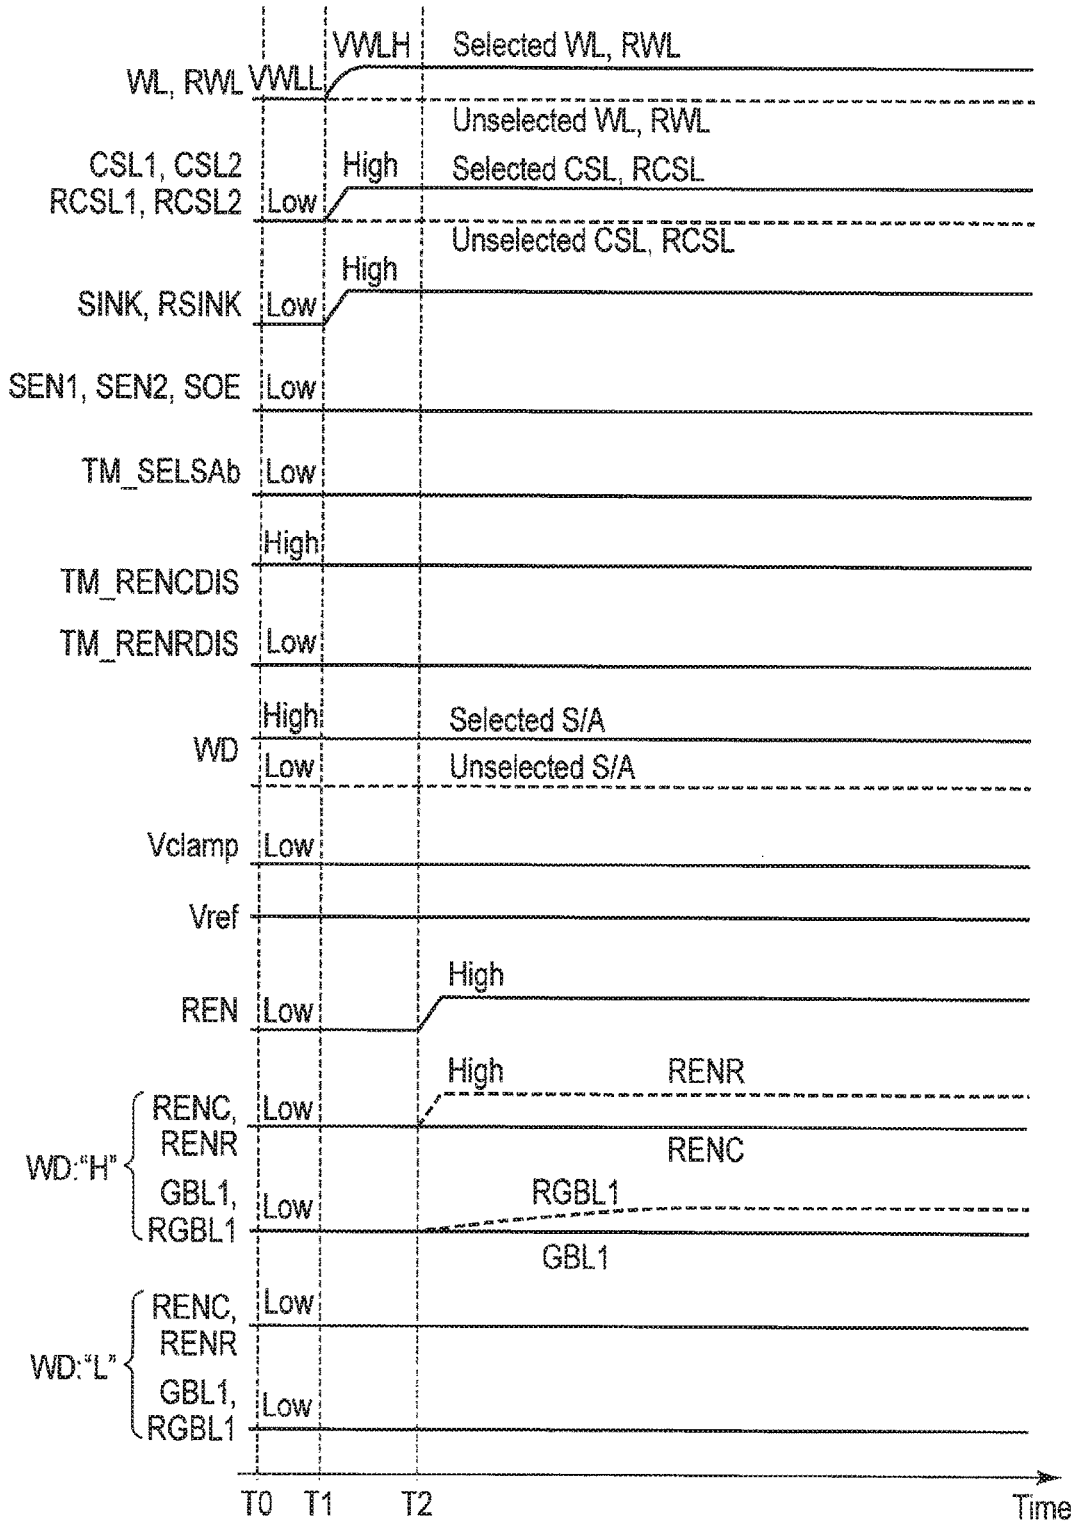 VWLH Selected WL, RWL
WL, RWL VWLL
Unselected WL, RWL
CSL1, CSL2 High Selected CSL, RCSL
RCSL1, RCSL2 Low
Unselected CSL, RCSL
High
SINK, RSINK Low
SEN1, SEN2, SOE Low
TM_SELSAb Low
High
TM_RENCDIS
TM_RENRDIS Low
High Selected S/A
WD
Low Unselected S/A
Vclamp Low
Vref
High
REN Low
High RENR
RENC, Low
RENR RENC
WD:"H"
GBL1, Low RGBL1
RGBL1
GBL1
RENC, Low
RENR
WD:"L"
GBL1, Low
RGBL1
T0 T1 T2 Time